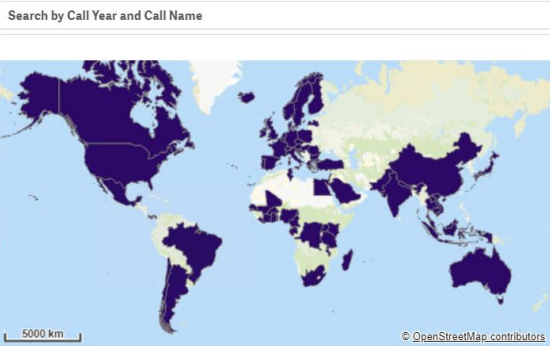 Search by Call Year and Call Name
5000 km
© OpenStreetMap contributors